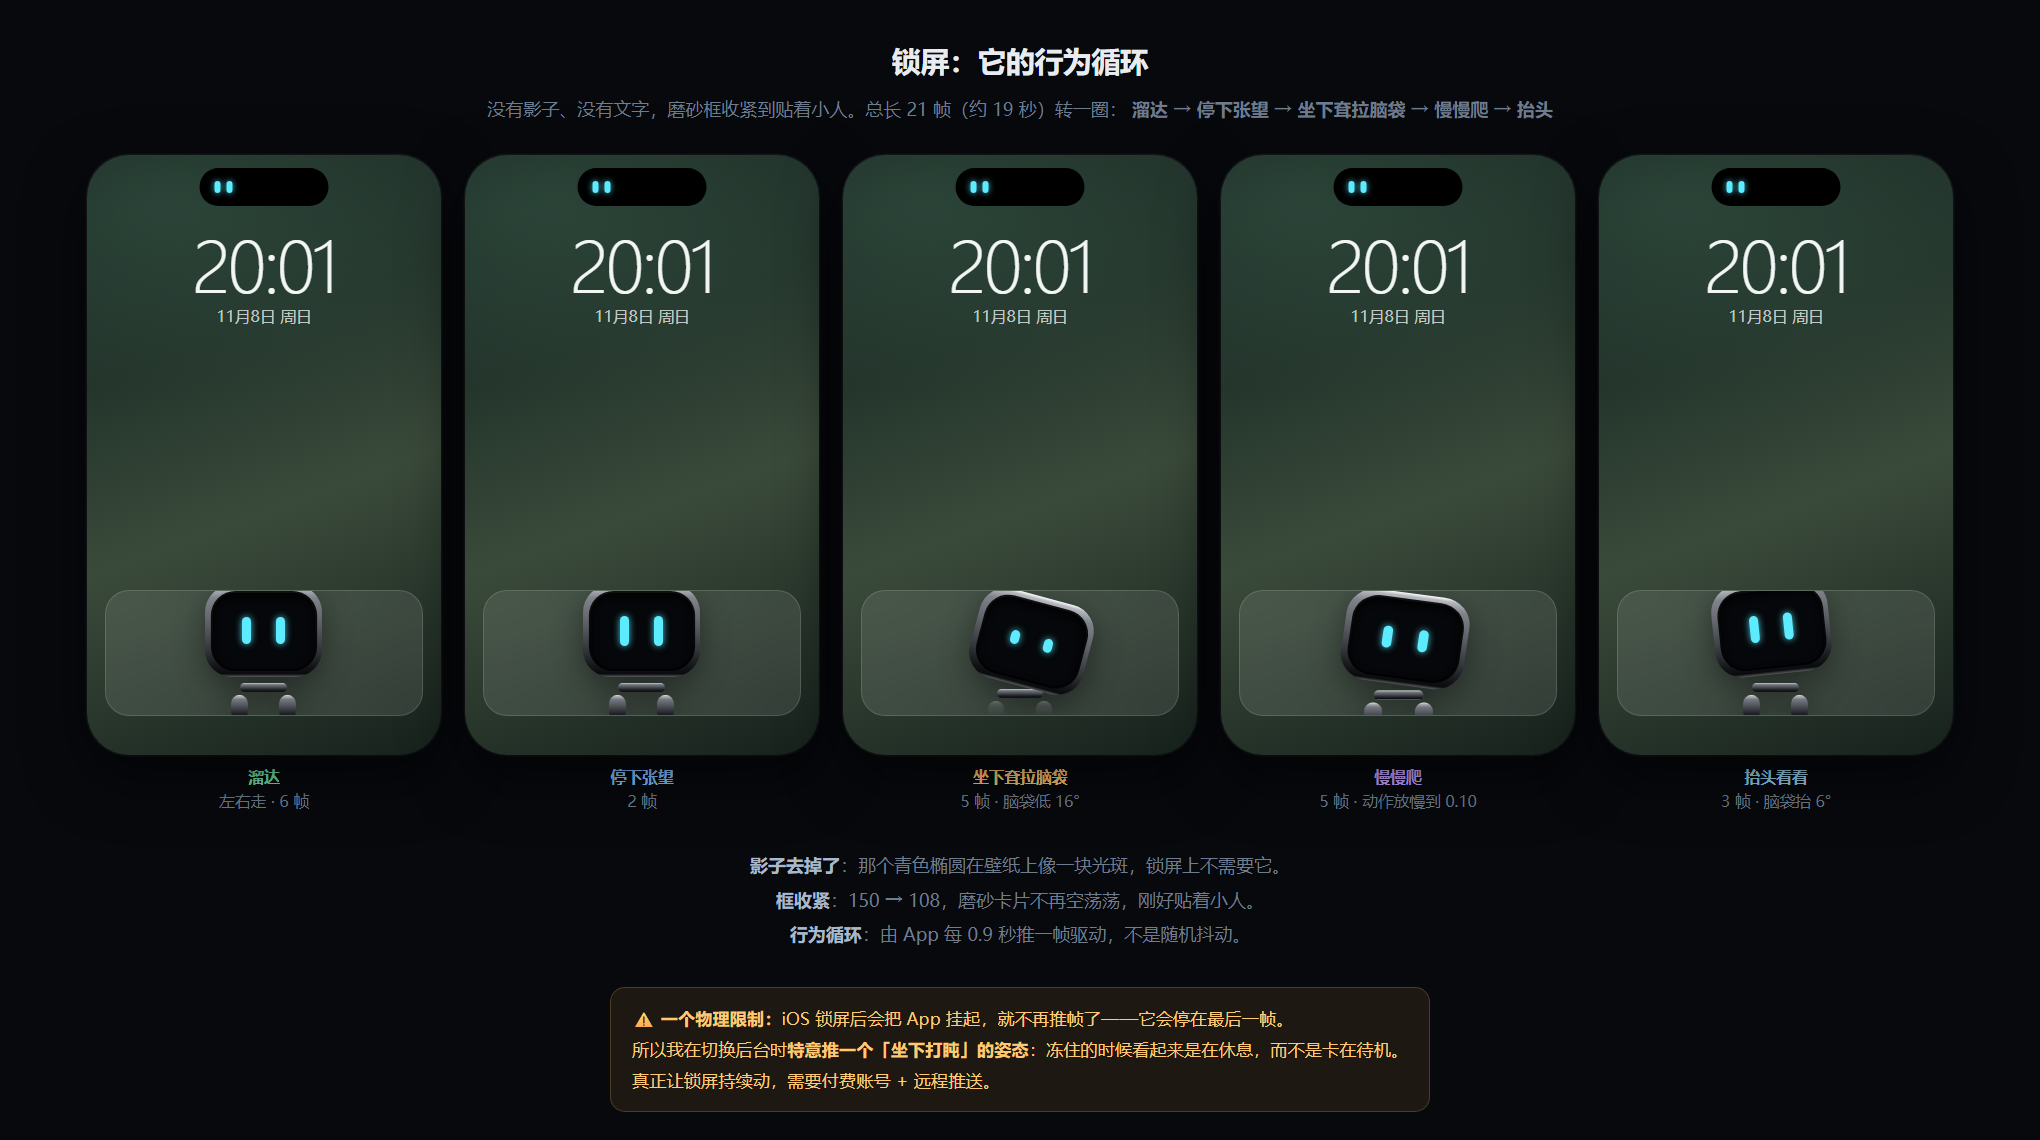 锁屏：它的行为循环
没有影子、没有文字，磨砂框收紧到贴着小人。总长 21 帧（约 19 秒）转一圈： 溜达 → 停下张望 → 坐下耷拉脑袋 → 慢慢爬 → 抬头
20:01
11月8日 周日
20:01
11月8日 周日
20:01
11月8日 周日
20:01
11月8日 周日
20:01
11月8日 周日
溜达
左右走 · 6 帧
停下张望
2 帧
坐下耷拉脑袋
5 帧 · 脑袋低 16°
慢慢爬
5 帧 · 动作放慢到 0.10
抬头看看
3 帧 · 脑袋抬 6°
影子去掉了：那个青色椭圆在壁纸上像一块光斑，锁屏上不需要它。
框收紧：150 → 108，磨砂卡片不再空荡荡，刚好贴着小人。
行为循环：由 App 每 0.9 秒推一帧驱动，不是随机抖动。
⚠ 一个物理限制：iOS 锁屏后会把 App 挂起，就不再推帧了——它会停在最后一帧。
所以我在切换后台时特意推一个「坐下打盹」的姿态：冻住的时候看起来是在休息，而不是卡在待机。
真正让锁屏持续动，需要付费账号 + 远程推送。